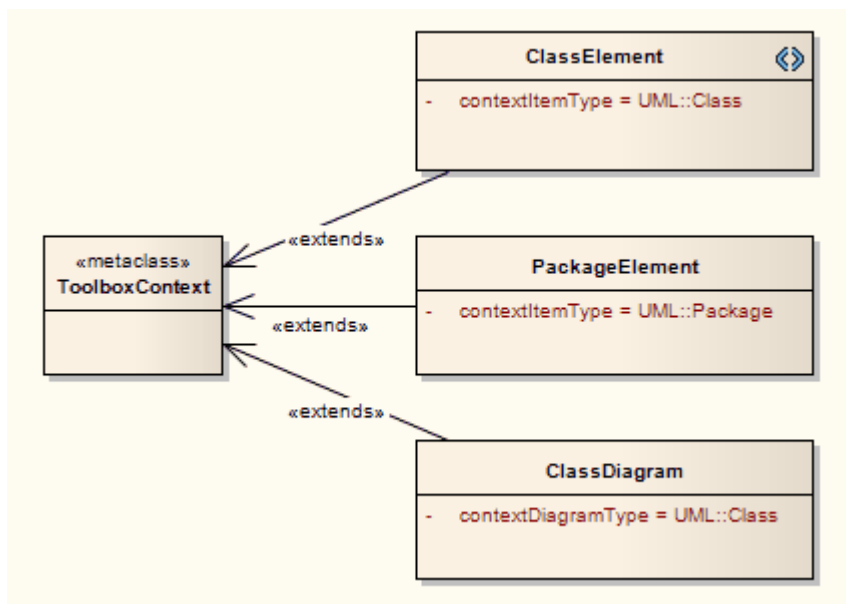 ClassElement
- contextItemType = UML::Class
«extends»
«metaclass»
ToolboxContext
PackageElement
- contextItemType = UML::Package
«extends»
«extends»
ClassDiagram
- contextDiagramType = UML::Class